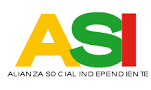 ASI
ALIANZA SOCIAL INDEPENDIENTE